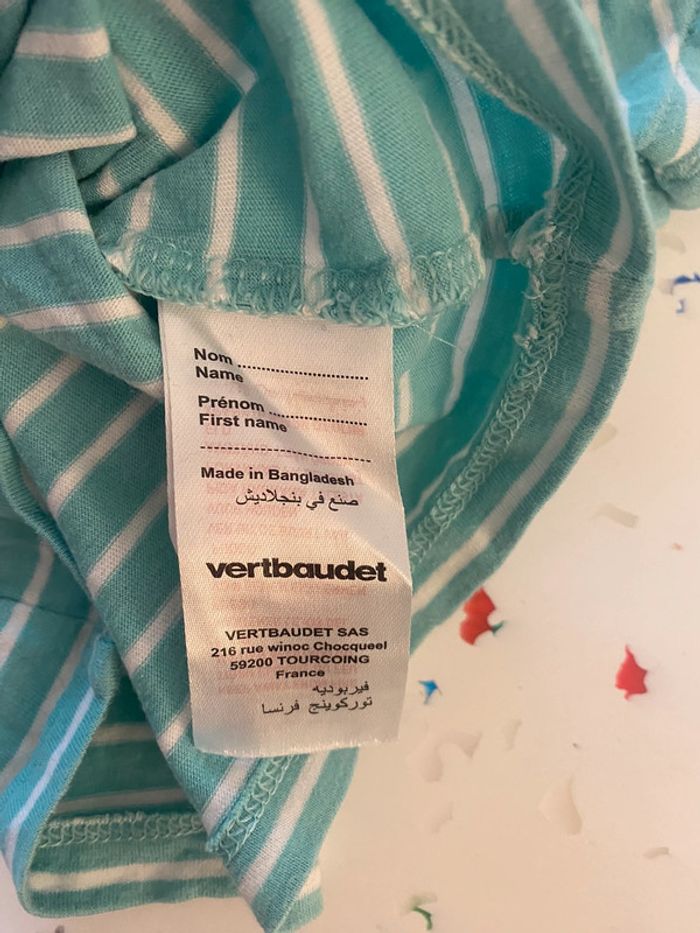 Nom ................................
Name
Prénom ........................
First name
----------------------------------------
Made in Bangladesh
صنع في بنجلاديش
vertbaudet
VERTBAUDET SAS
216 rue winoc Chocqueel
59200 TOURCOING
France
فيربوديه
توركوينج فرنسا